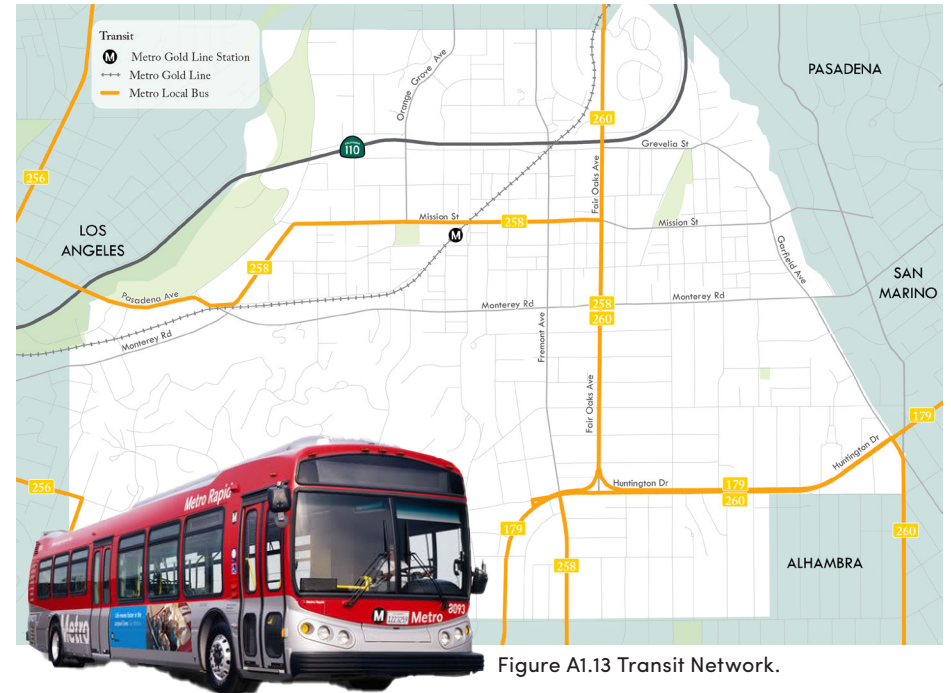 Transit
M Metro Gold Line Station
Metro Gold Line
Metro Local Bus
PASADENA
Orange Grove Ave
260
CALIFORNIA
110
Grevelia St
256
Fair Oaks Ave
Mission St
258
Mission St
LOS
ANGELES
M
258
Garfield Ave
SAN
MARINO
Pasadena Ave
Monterey Rd
258
260
Monterey Rd
Monterey Rd
Fremont Ave
Fair Oaks Ave
179
Huntington Dr
256
Huntington Dr
179
260
Metro Rapid
179
260
258
ALHAMBRA
Metro
M Metro
8093
Figure A1.13 Transit Network.